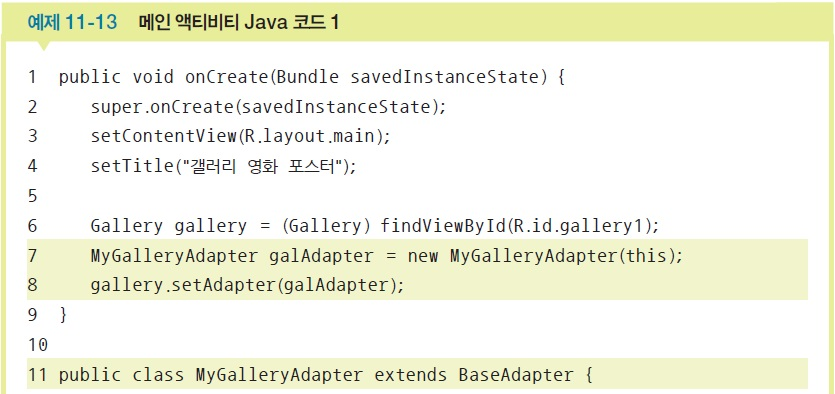 예제 11-13 메인 액티비티 Java 코드 1
1 public void onCreate(Bundle savedInstanceState) {
2 super.onCreate(savedInstanceState);
3 setContentView(R.layout.main);
4 setTitle("갤러리 영화 포스터");
5
6 Gallery gallery = (Gallery) findViewById(R.id.gallery1);
7 MyGalleryAdapter galAdapter = new MyGalleryAdapter(this);
8 gallery.setAdapter(galAdapter);
9 }
10
11 public class MyGalleryAdapter extends BaseAdapter {